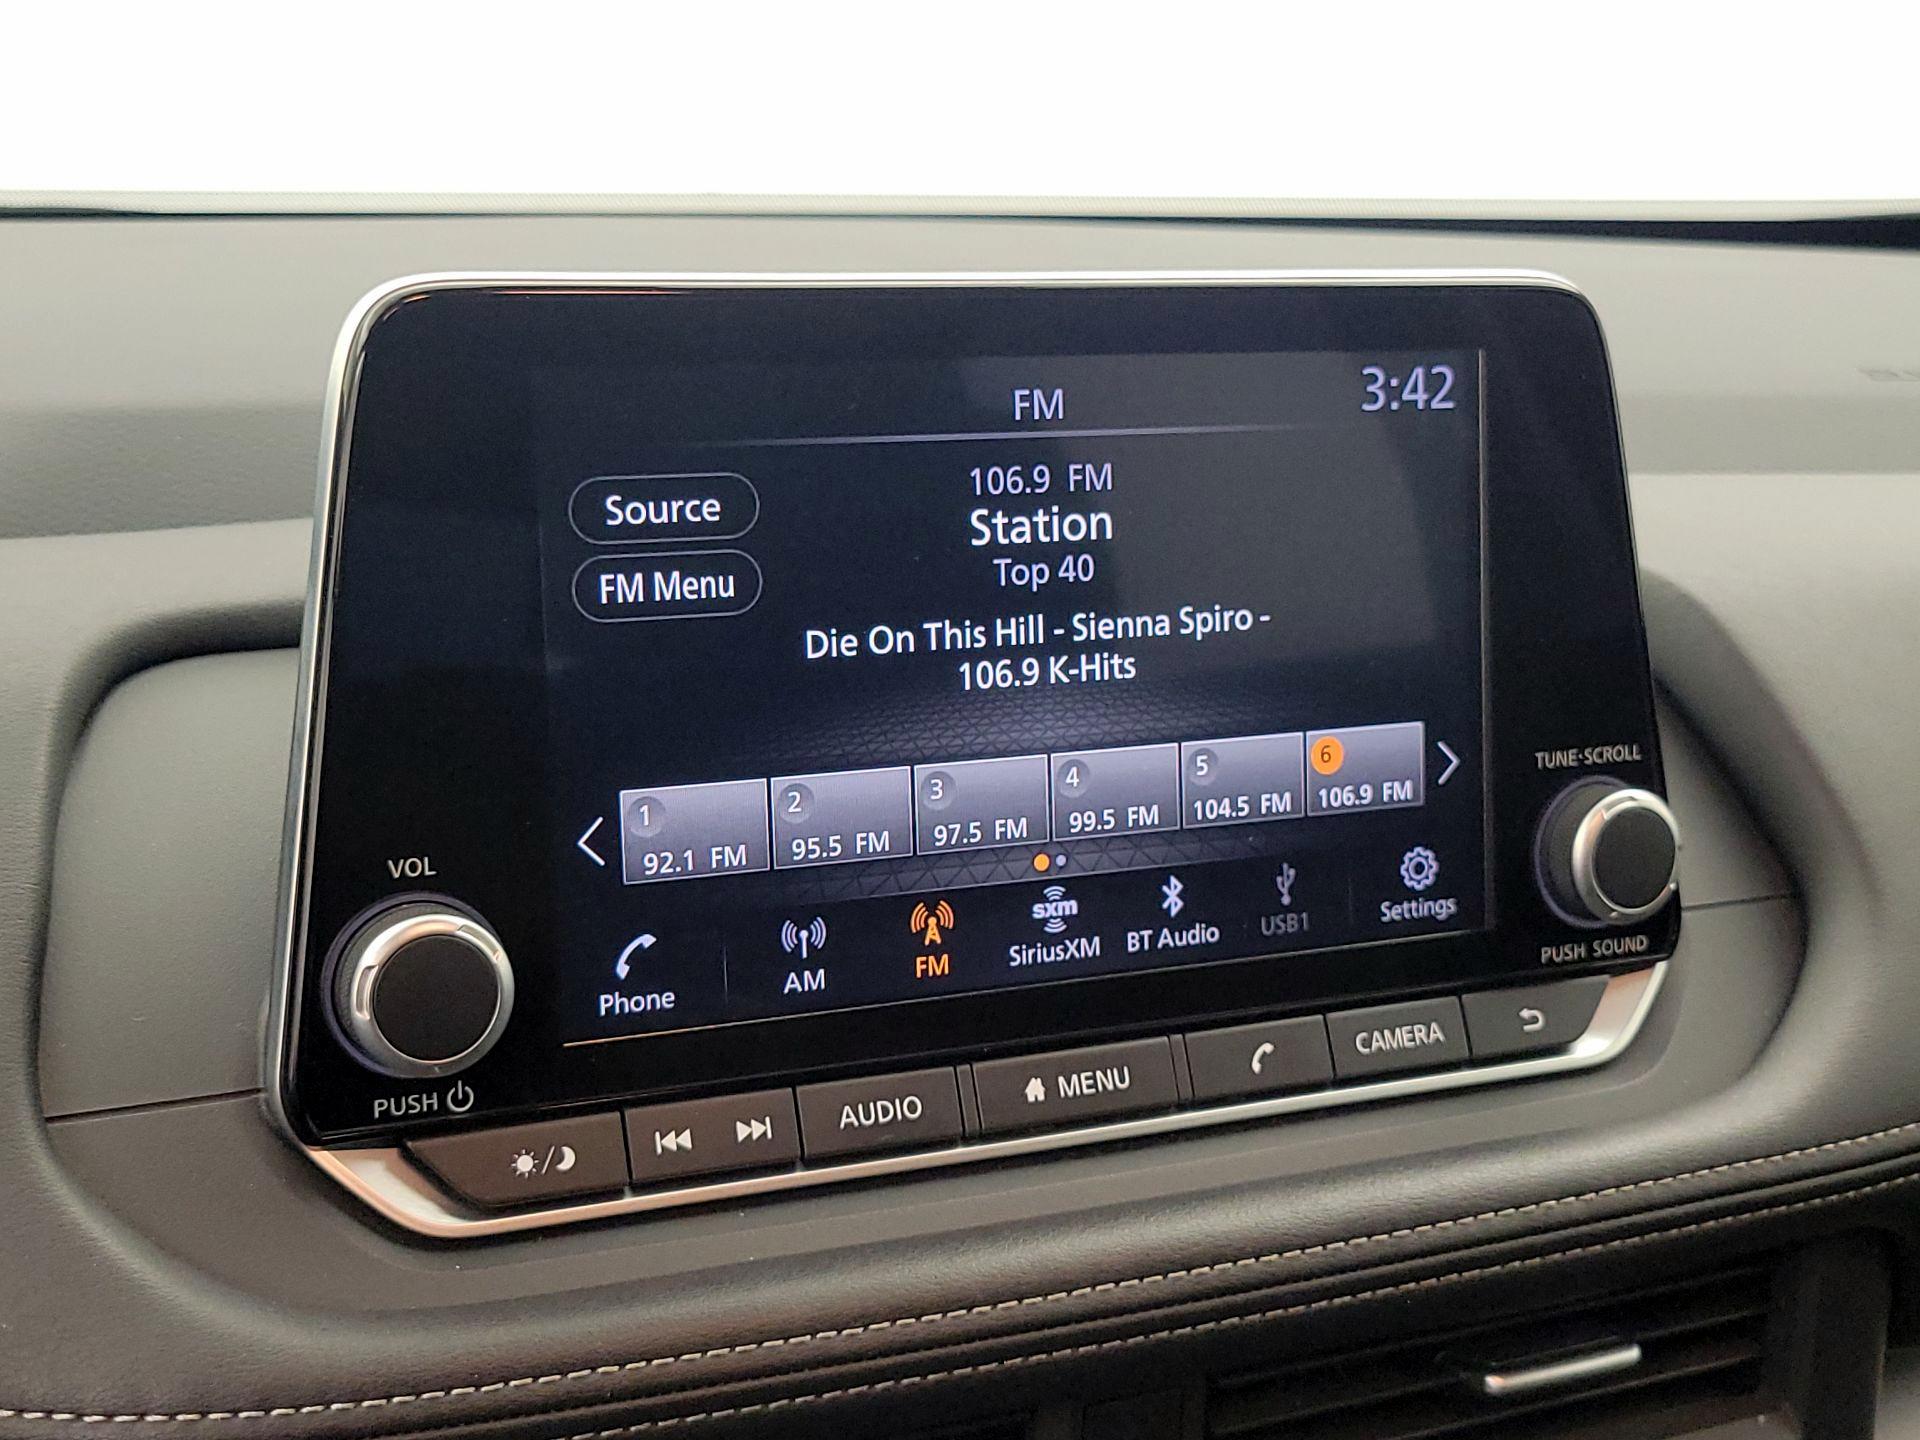 FM
3:42
Source
106.9 FM
Station
FM Menu
Top 40
Die On This Hill - Sienna Spiro -
106.9 K-Hits
1
92.1 FM
2
95.5 FM
3
97.5 FM
4
99.5 FM
5
104.5 FM
6
106.9 FM
TUNE·SCROLL
VOL
Phone
AM
FM
sxm
SiriusXM
BT Audio
USB1
Settings
PUSH SOUND
PUSH
AUDIO
MENU
CAMERA